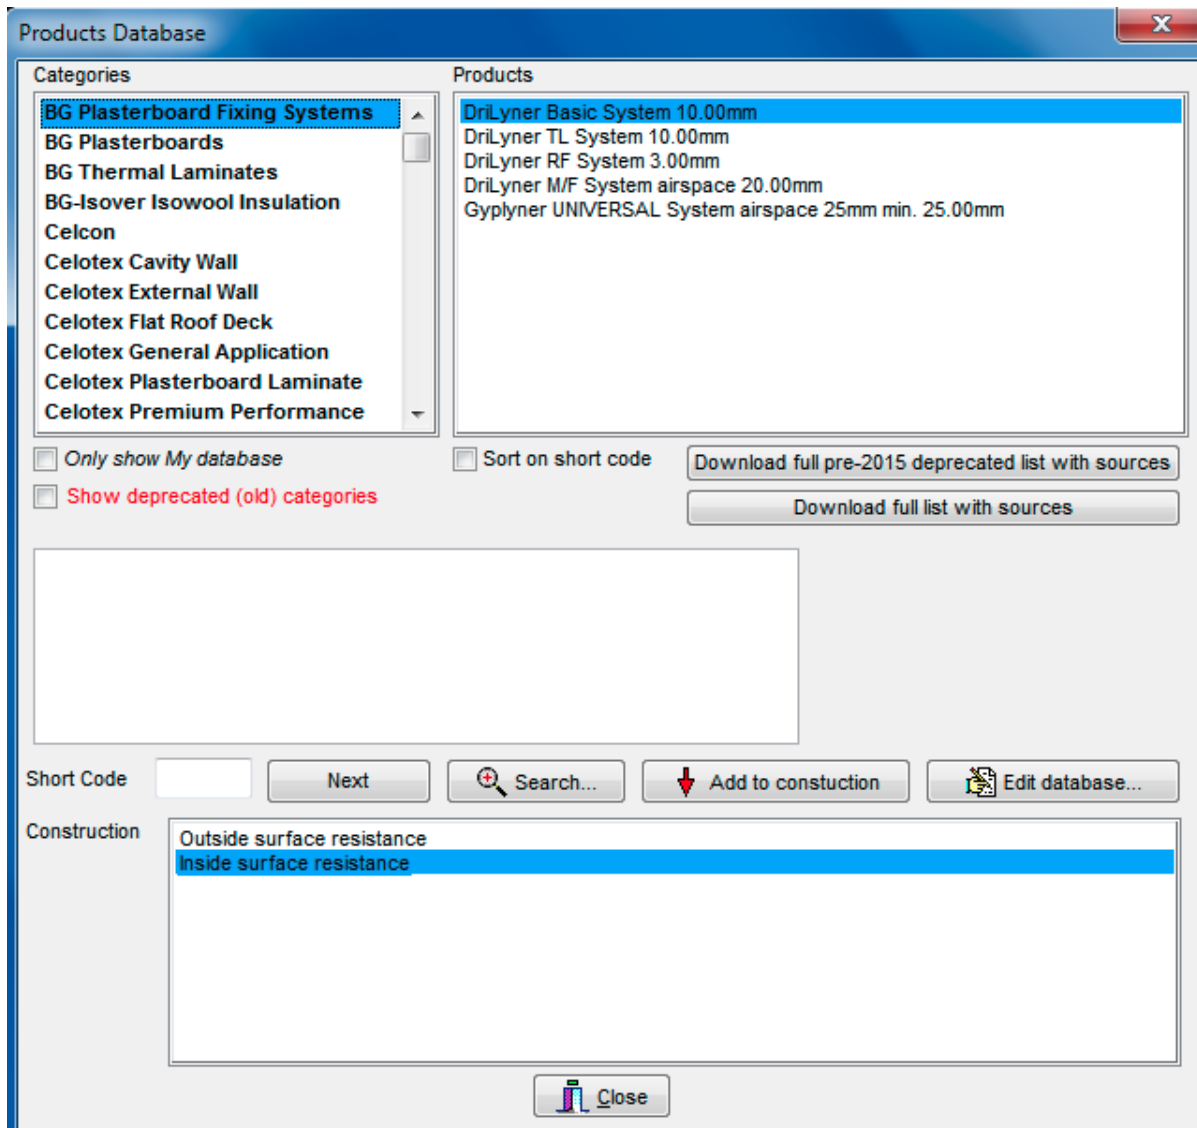 Products Database
X
Categories
BG Plasterboard Fixing Systems
BG Plasterboards
BG Thermal Laminates
BG-Isover Isowool Insulation
Celcon
Celotex Cavity Wall
Celotex External Wall
Celotex Flat Roof Deck
Celotex General Application
Celotex Plasterboard Laminate
Celotex Premium Performance
Products
DriLyner Basic System 10.00mm
DriLyner TL System 10.00mm
DriLyner RF System 3.00mm
DriLyner M/F System airspace 20.00mm
Gyplyner UNIVERSAL System airspace 25mm min. 25.00mm
Only show My database
Show deprecated (old) categories
Sort on short code
Download full pre-2015 deprecated list with sources
Download full list with sources
Short Code
Next
Search...
Add to constuction
Edit database...
Construction
Outside surface resistance
Inside surface resistance
Close